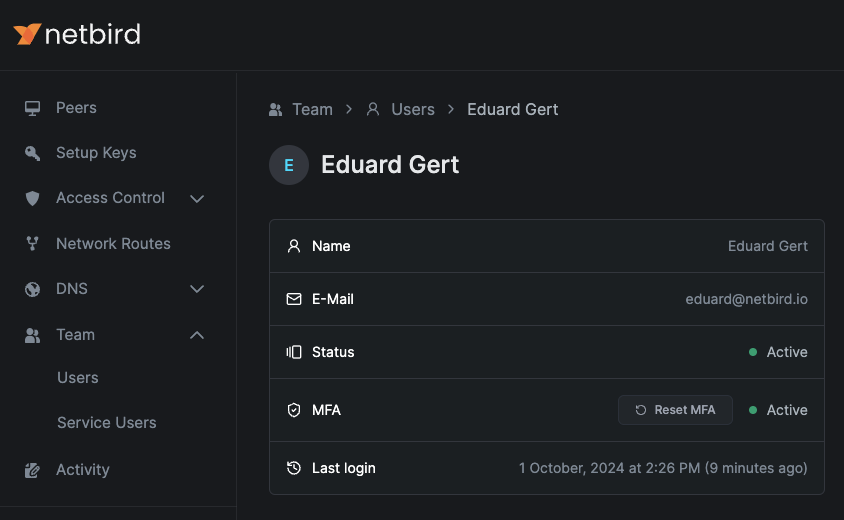 netbird
Peers
Setup Keys
Access Control
Network Routes
DNS
Team
Users
Service Users
Activity
Team > Users > Eduard Gert
E Eduard Gert
Name Eduard Gert
E-Mail eduard@netbird.io
Status Active
MFA Reset MFA Active
Last login 1 October, 2024 at 2:26 PM (9 minutes ago)